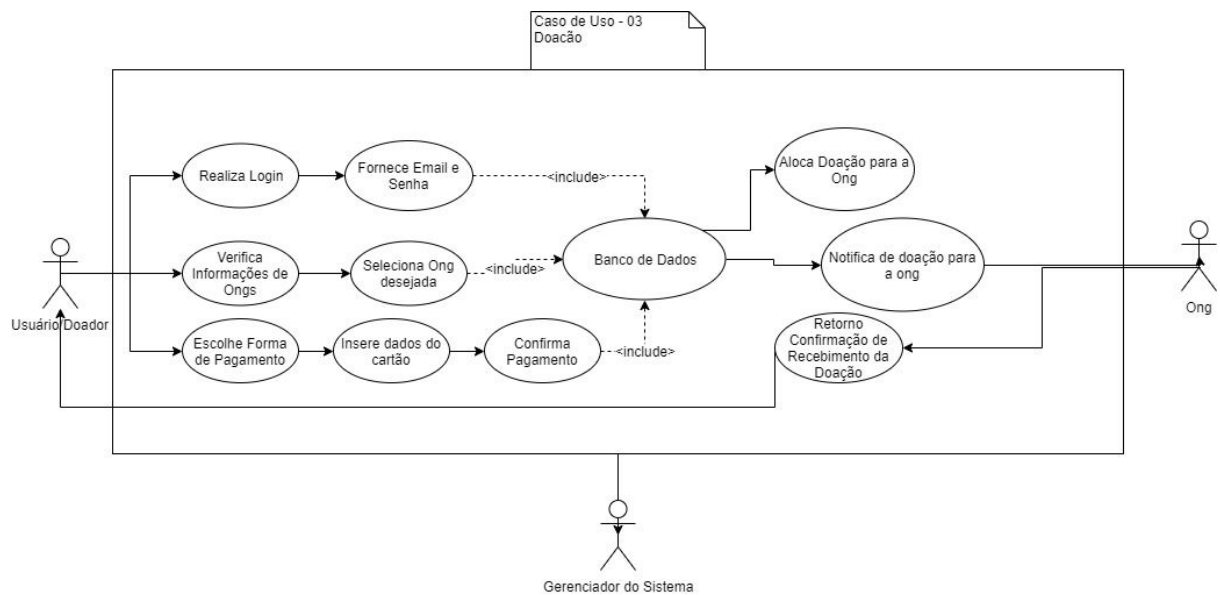 Caso de Uso - 03
Doacão
Realiza Login
Fornece Email e
Senha
<include>
Aloca Doação para a
Ong
Verifica
Informações de
Ongs
Seleciona Ong
desejada
<include>
Banco de Dados
Notifica de doação para
a ong
Usuário/Doador
Ong
Escolhe Forma
de Pagamento
Insere dados do
cartão
Confirma
Pagamento
<include>
Retorno
Confirmação de
Recebimento da
Doação
Gerenciador do Sistema